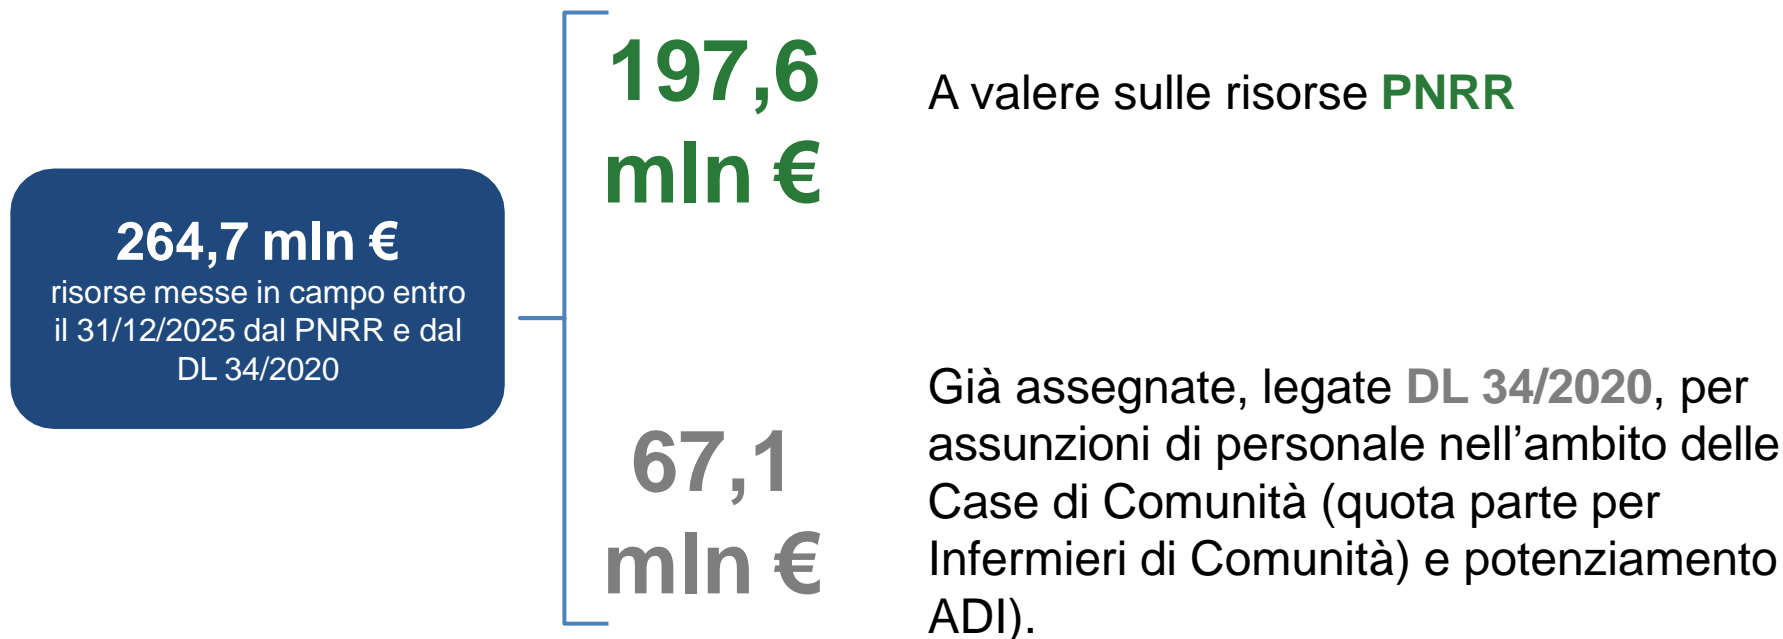 264,7 mln €
risorse messe in campo entro
il 31/12/2025 dal PNRR e dal
DL 34/2020
197,6
mln €
A valere sulle risorse PNRR
67,1
mln €
Già assegnate, legate DL 34/2020, per
assunzioni di personale nell’ambito delle
Case di Comunità (quota parte per
Infermieri di Comunità) e potenziamento
ADI).